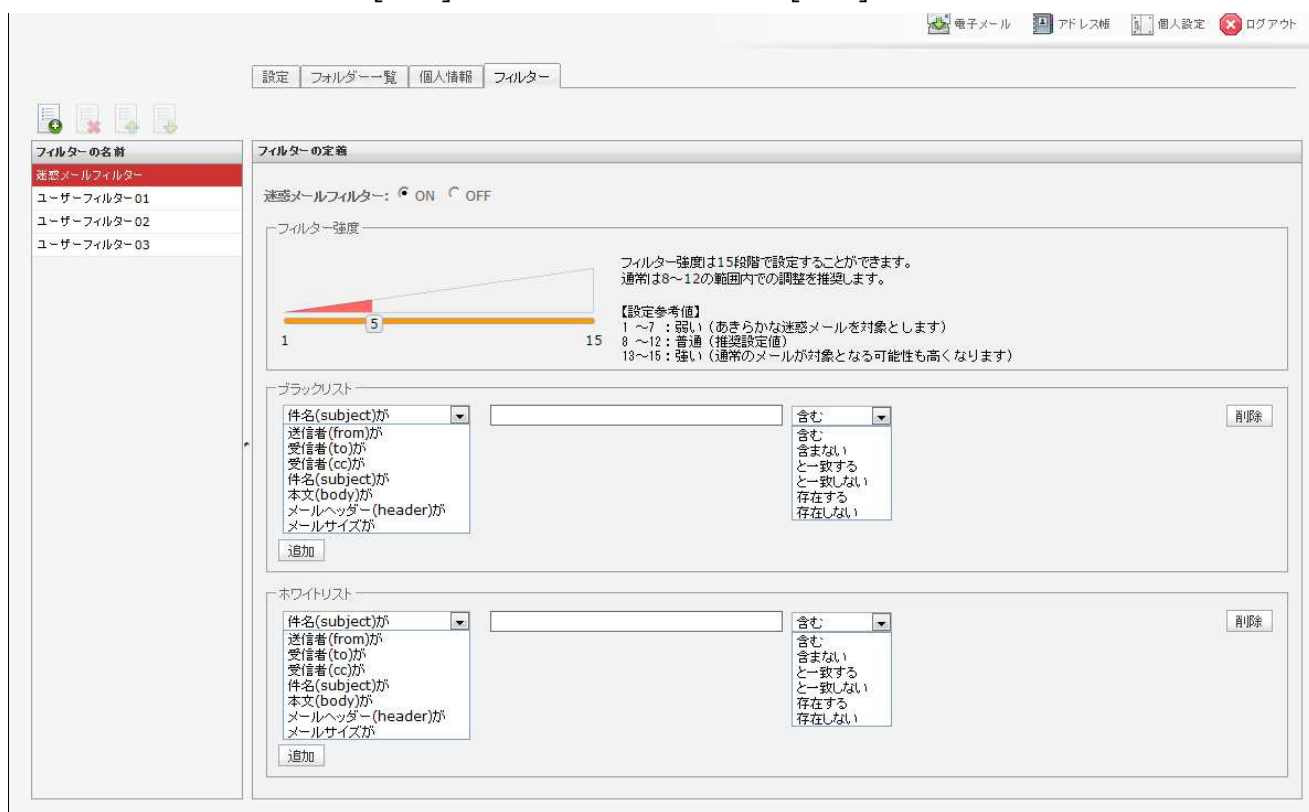 電子メール アドレス帳 個人設定 ログアウト
設定 フォルダー一覧 個人情報 フィルター
フィルターの名前
迷惑メールフィルター
ユーザーフィルター01
ユーザーフィルター02
ユーザーフィルター03
フィルターの定義
迷惑メールフィルター: ON OFF
フィルター強度
5
1 15
フィルター強度は15段階で設定することができます。
通常は8～12の範囲内での調整を推奨します。
【設定参考値】
1 ～7 ：弱い（あきらかな迷惑メールを対象とします）
8 ～12：普通（推奨設定値）
13～15：強い（通常のメールが対象となる可能性も高くなります）
ブラックリスト
件名(subject)が 含む 削除
送信者(from)が
受信者(to)が
受信者(cc)が
件名(subject)が
本文(body)が
メールヘッダー(header)が
メールサイズが
含む
含まない
と一致する
と一致しない
存在する
存在しない
追加
ホワイトリスト
件名(subject)が 含む 削除
送信者(from)が
受信者(to)が
受信者(cc)が
件名(subject)が
本文(body)が
メールヘッダー(header)が
メールサイズが
含む
含まない
と一致する
と一致しない
存在する
存在しない
追加